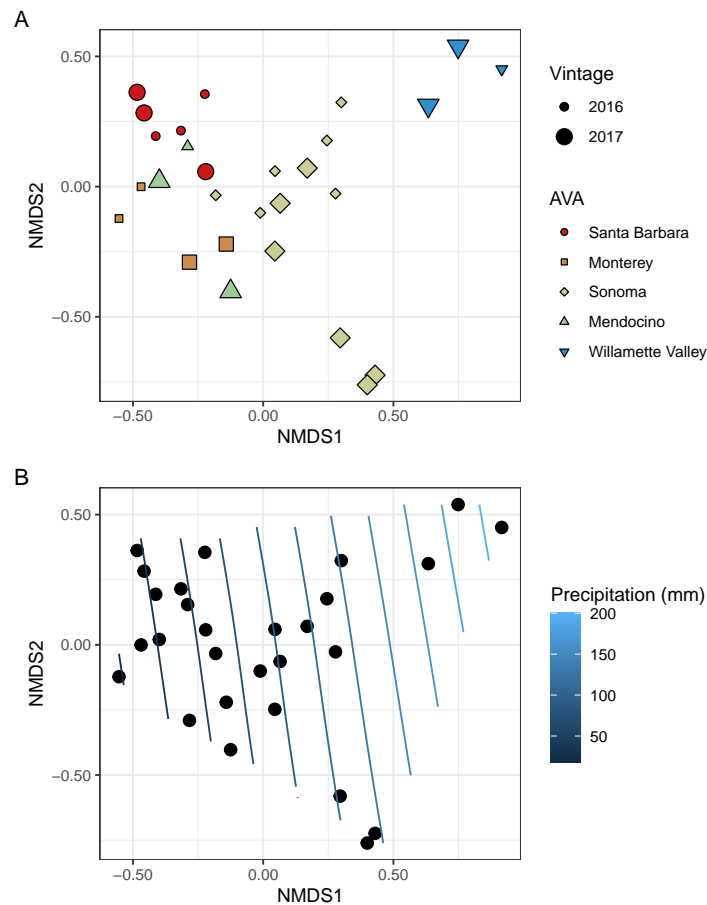 A
0.50
0.00
−0.50
NMDS2
−0.50
0.00
0.50
NMDS1
Vintage
2016
2017
AVA
Santa Barbara
Monterey
Sonoma
Mendocino
Willamette Valley
B
0.50
0.00
−0.50
NMDS2
−0.50
0.00
0.50
NMDS1
Precipitation (mm)
200
150
100
50